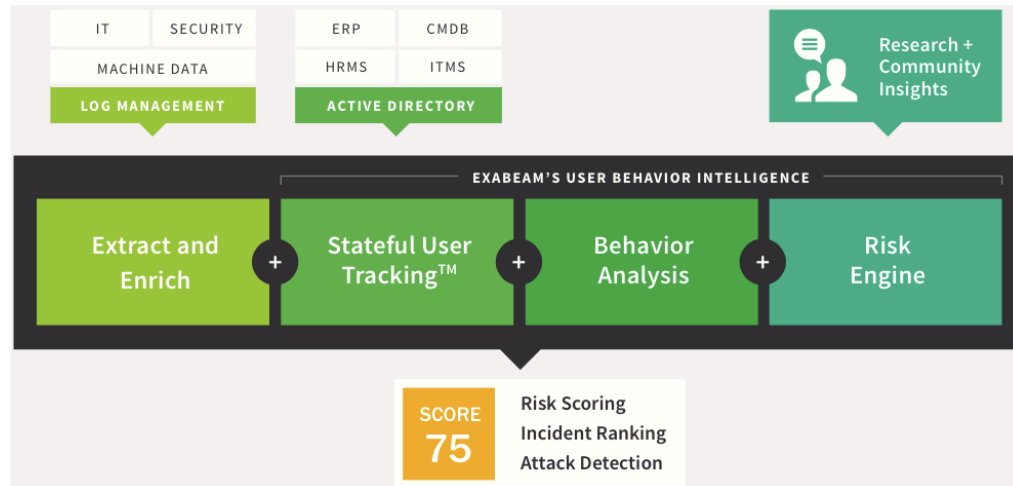 IT
SECURITY
MACHINE DATA
LOG MANAGEMENT
ERP
CMDB
HRMS
ITMS
ACTIVE DIRECTORY
Research +
Community
Insights
EXABEAM’S USER BEHAVIOR INTELLIGENCE
Extract and
Enrich
+
Stateful User
Tracking™
+
Behavior
Analysis
+
Risk
Engine
SCORE
75
Risk Scoring
Incident Ranking
Attack Detection